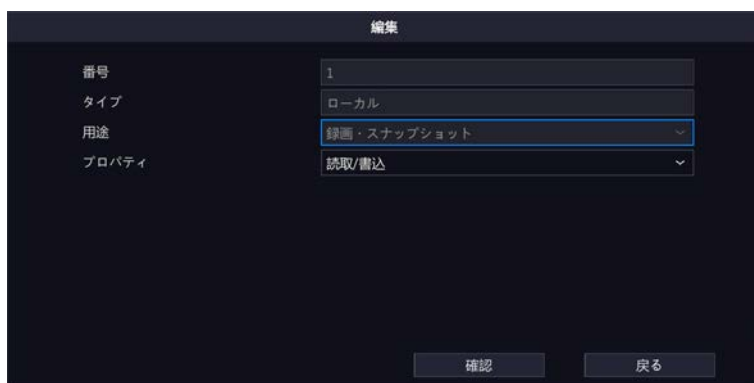 編集
番号 1
タイプ ローカル
用途 録画・スナップショット
プロパティ 読取/書込
確認 戻る